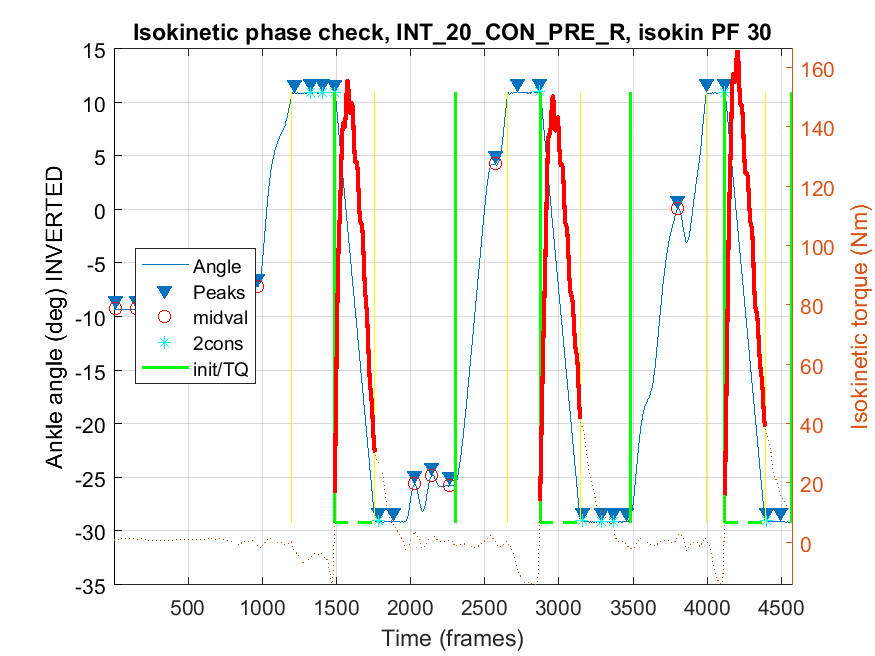 Isokinetic phase check, INT_20_CON_PRE_R, isokin PF 30
15
10
5
0
-5
-10
-15
-20
-25
-30
-35
Ankle angle (deg) INVERTED
Angle
Peaks
midval
2cons
init/TQ
160
140
120
100
80
60
40
20
0
Isokinetic torque (Nm)
500 1000 1500 2000 2500 3000 3500 4000 4500
Time (frames)